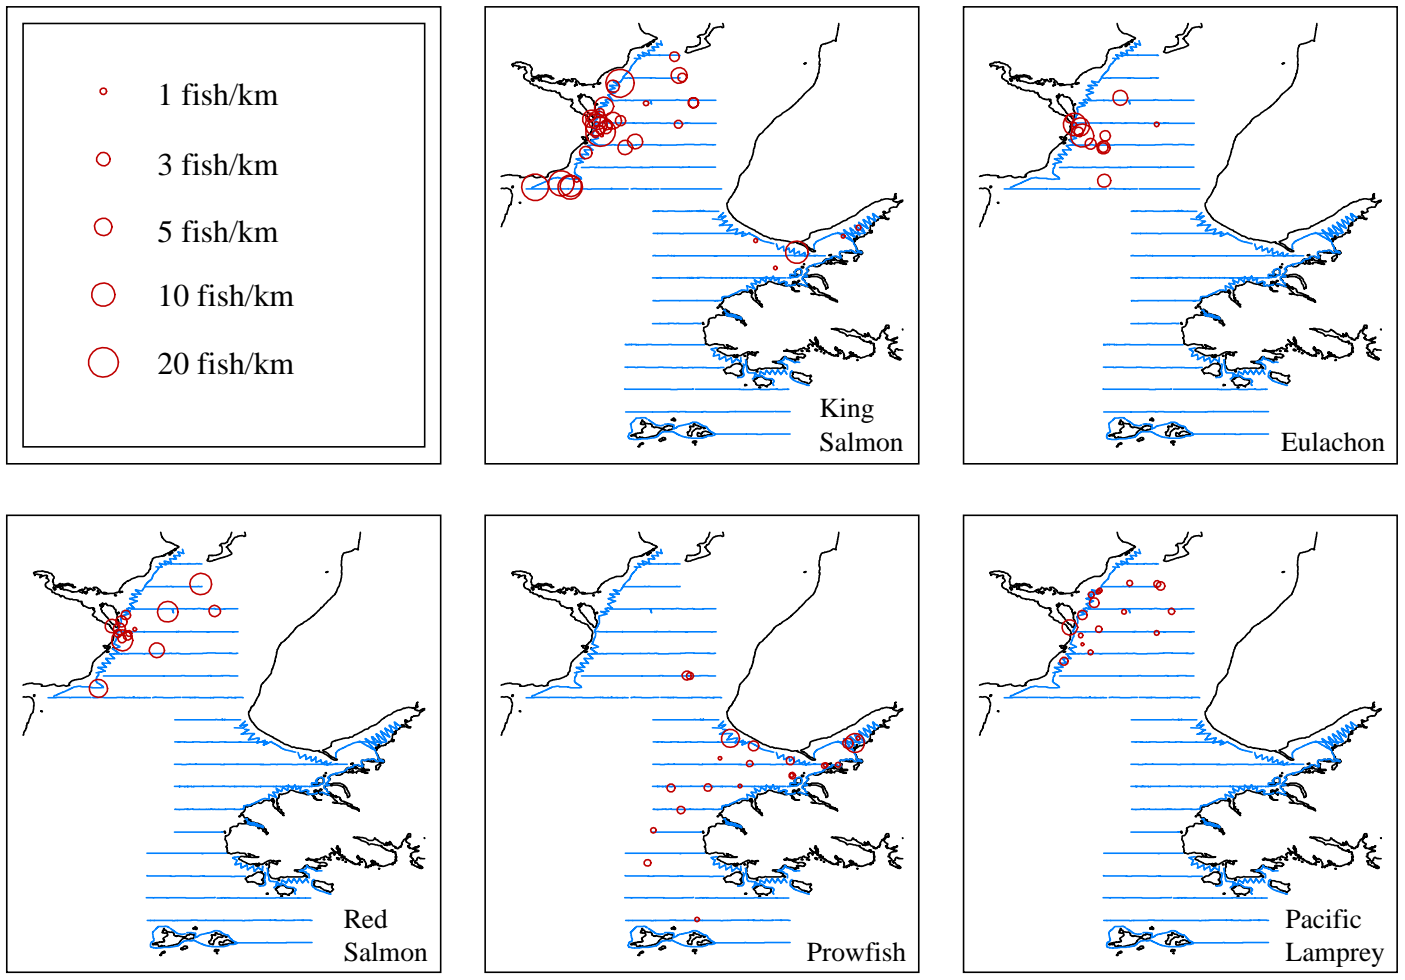 1 fish/km
3 fish/km
5 fish/km
10 fish/km
20 fish/km
King
Salmon
Eulachon
Red
Salmon
Prowfish
Pacific
Lamprey